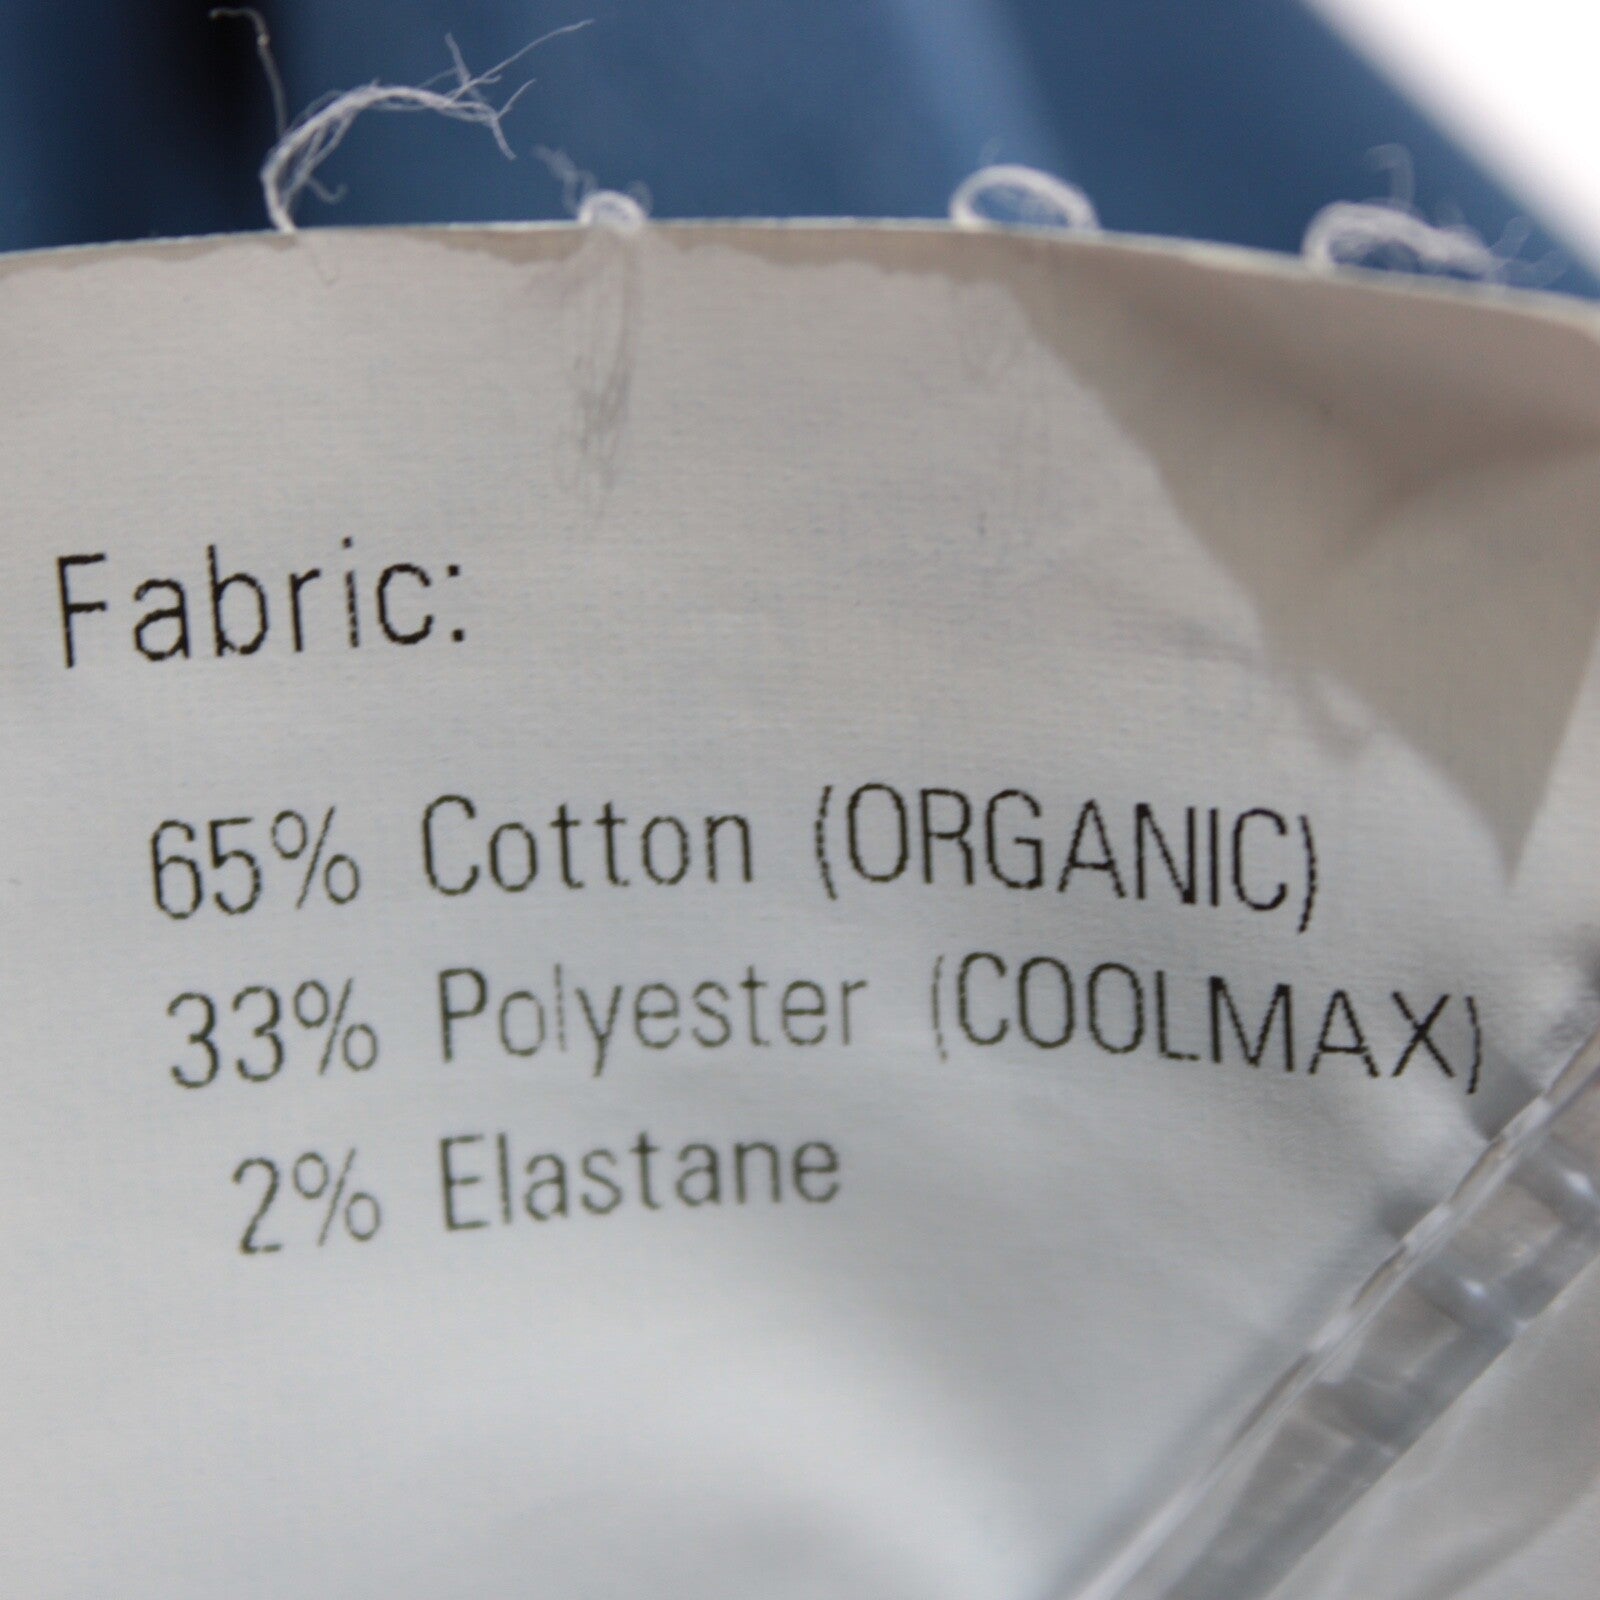 Fabric:
65% Cotton (ORGANIC)
33% Polyester (COOLMAX)
2% Elastane